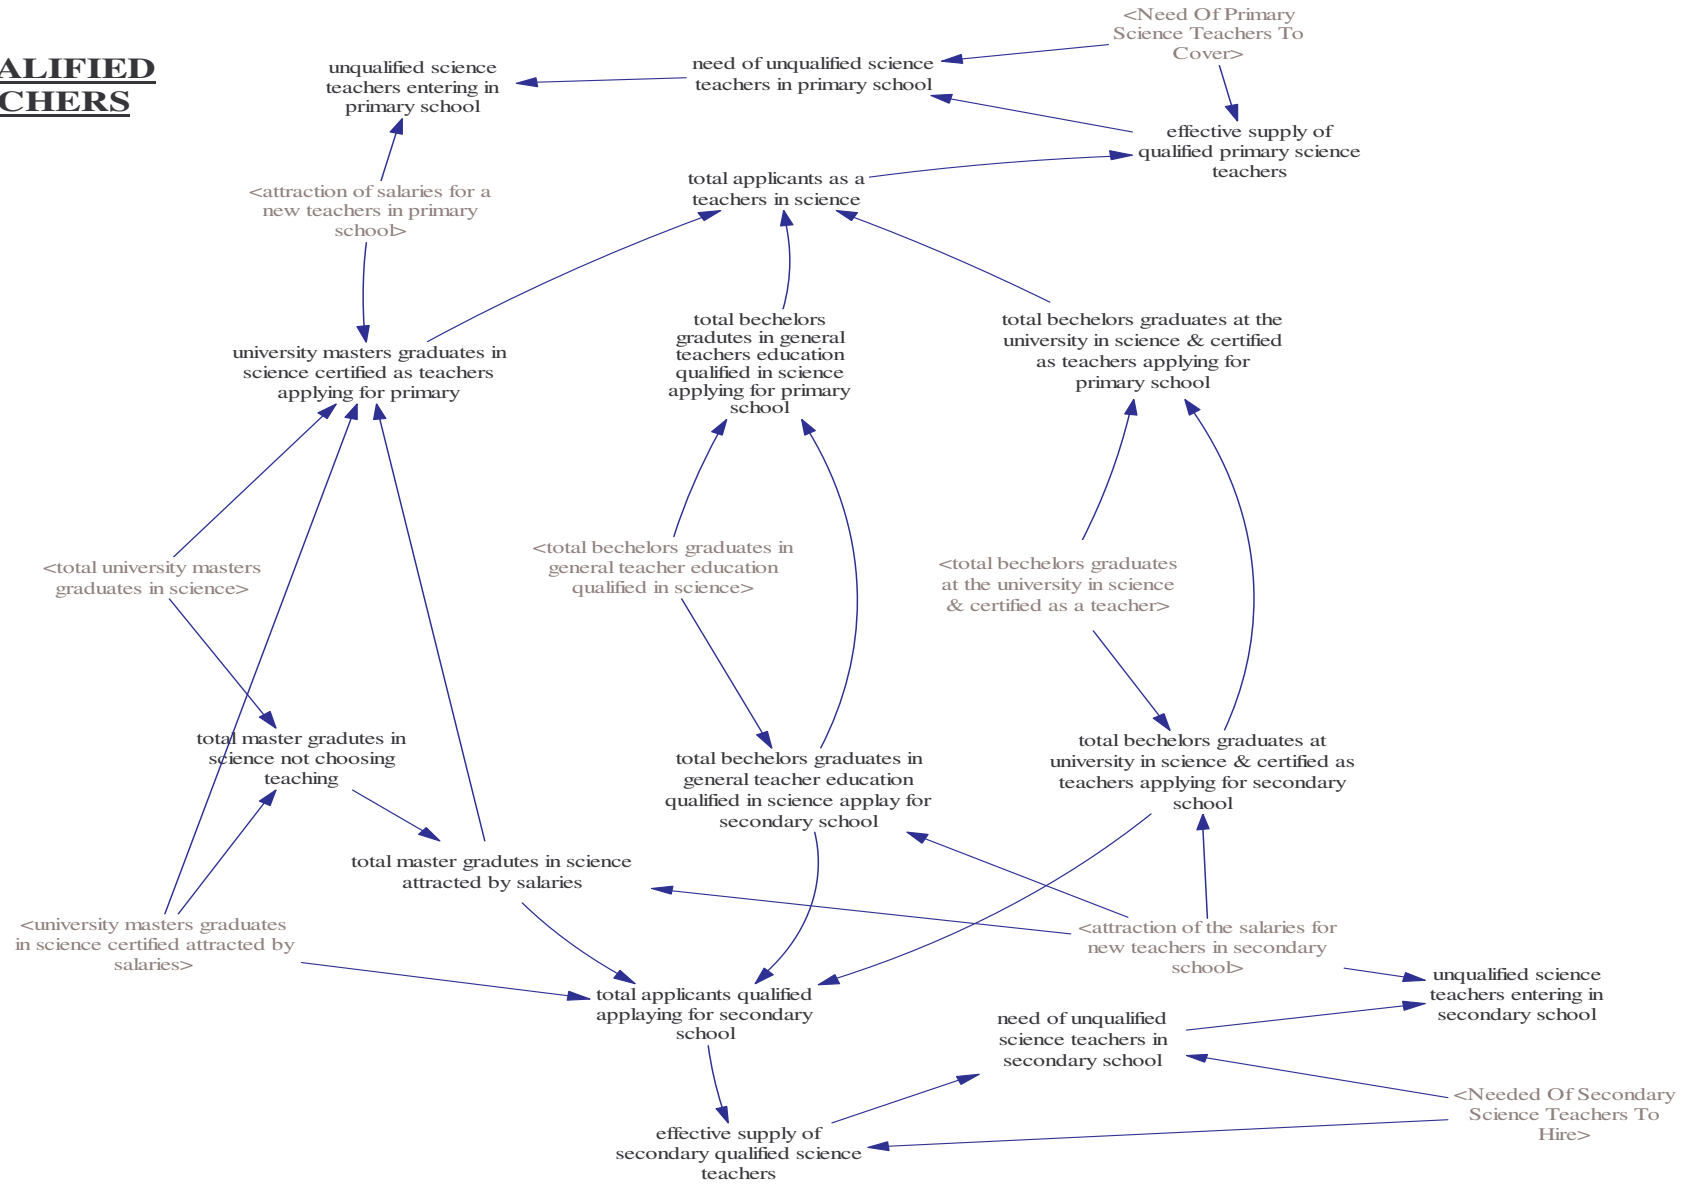 ALIFIED
CHERS
<Need Of Primary
Science Teachers To
Cover>
unqualified science
teachers entering in
primary school
need of unqualified science
teachers in primary school
effective supply of
qualified primary science
teachers
total applicants as a
teachers in science
<attraction of salaries for a
new teachers in primary
school>
university masters graduates in
science certified as teachers
applying for primary
total bechelors
gradutes in general
teachers education
qualified in science
applying for primary
school
total bechelors graduates at the
university in science & certified
as teachers applying for
primary school
<total university masters
graduates in science>
<total bechelors graduates in
general teacher education
qualified in science>
<total bechelors graduates
at the university in science
& certified as a teacher>
total master gradutes in
science not choosing
teaching
total bechelors graduates in
general teacher education
qualified in science applay for
secondary school
total bechelors graduates at
university in science & certified as
teachers applying for secondary
school
total master gradutes in science
attracted by salaries
<university masters graduates
in science certified attracted by
salaries>
<attraction of the salaries for
new teachers in secondary
school>
total applicants qualified
applaying for secondary
school
need of unqualified
science teachers in
secondary school
unqualified science
teachers entering in
secondary school
<Needed Of Secondary
Science Teachers To
Hire>
effective supply of
secondary qualified science
teachers